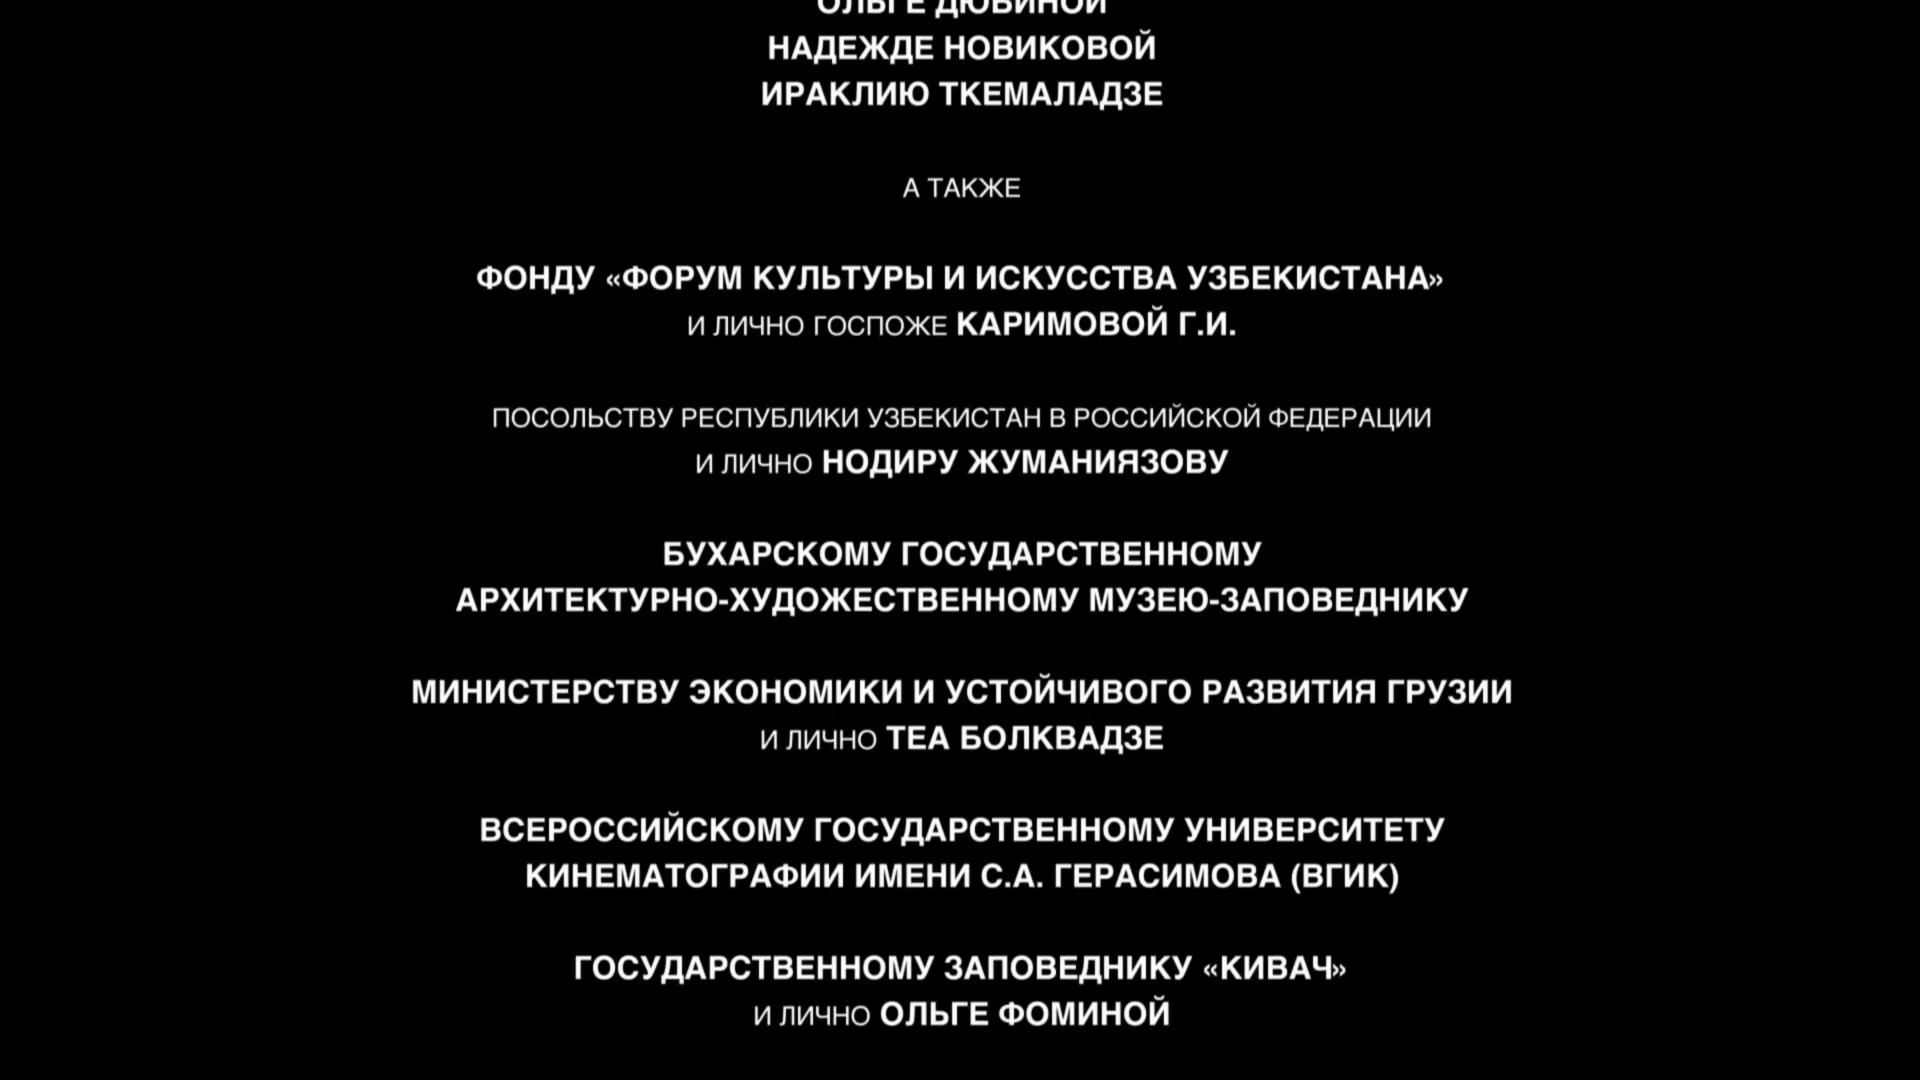 ОЛЬГЕ ДЮБИНОЙ
НАДЕЖДЕ НОВИКОВОЙ
ИРАКЛИЮ ТКЕМАЛАДЗЕ
А ТАКЖЕ
ФОНДУ «ФОРУМ КУЛЬТУРЫ И ИСКУССТВА УЗБЕКИСТАНА»
И ЛИЧНО ГОСПОЖЕ КАРИМОВОЙ Г.И.
ПОСОЛЬСТВУ РЕСПУБЛИКИ УЗБЕКИСТАН В РОССИЙСКОЙ ФЕДЕРАЦИИ
И ЛИЧНО НОДИРУ ЖУМАНИЯЗОВУ
БУХАРСКОМУ ГОСУДАРСТВЕННОМУ
АРХИТЕКТУРНО-ХУДОЖЕСТВЕННОМУ МУЗЕЮ-ЗАПОВЕДНИКУ
МИНИСТЕРСТВУ ЭКОНОМИКИ И УСТОЙЧИВОГО РАЗВИТИЯ ГРУЗИИ
И ЛИЧНО ТЕА БОЛКВАДЗЕ
ВСЕРОССИЙСКОМУ ГОСУДАРСТВЕННОМУ УНИВЕРСИТЕТУ
КИНЕМАТОГРАФИИ ИМЕНИ С.А. ГЕРАСИМОВА (ВГИК)
ГОСУДАРСТВЕННОМУ ЗАПОВЕДНИКУ «КИВАЧ»
И ЛИЧНО ОЛЬГЕ ФОМИНОЙ